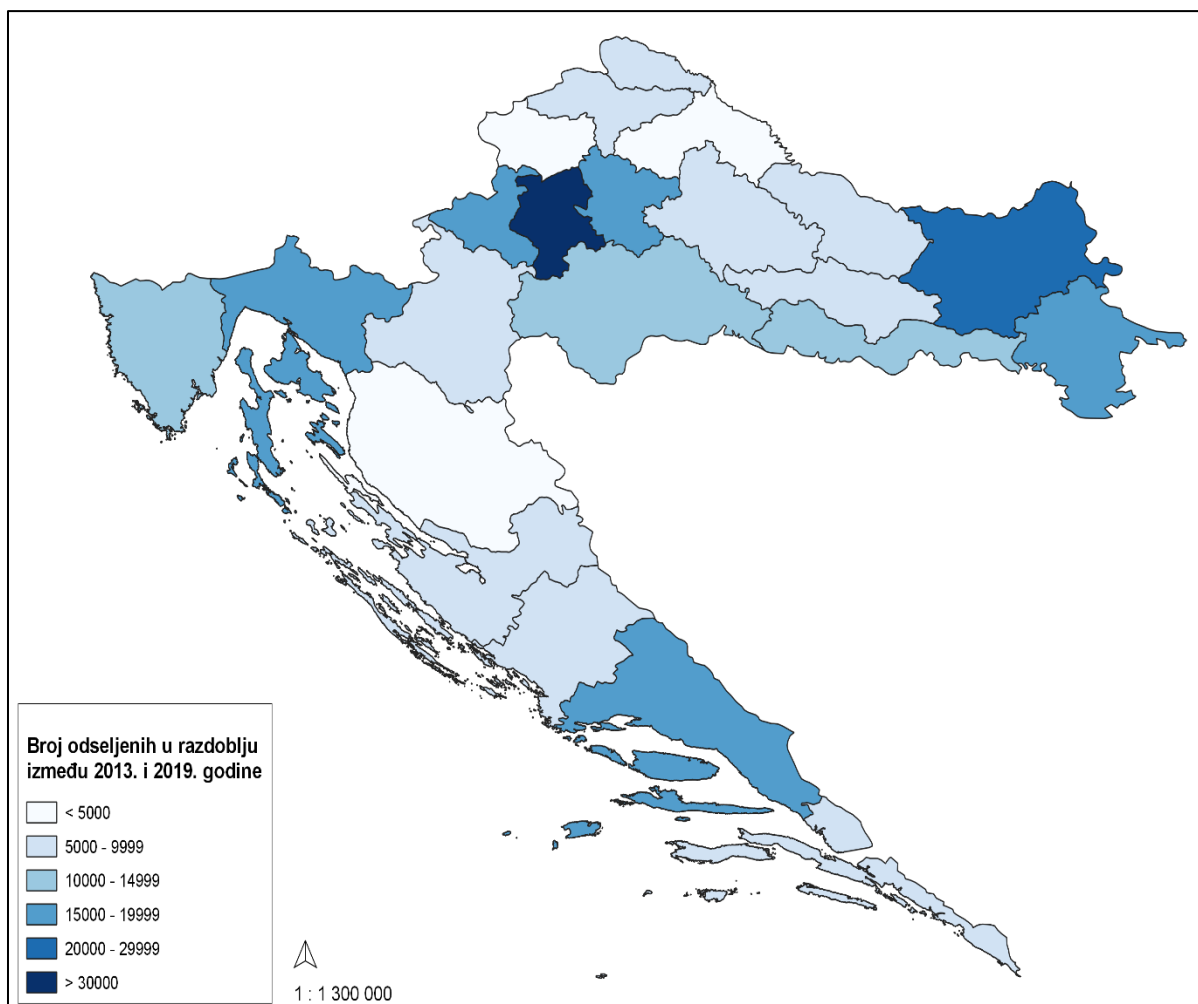 Broj odseljenih u razdoblju
između 2013. i 2019. godine
< 5000
5000 - 9999
10000 - 14999
15000 - 19999
20000 - 29999
> 30000
1 : 1 300 000